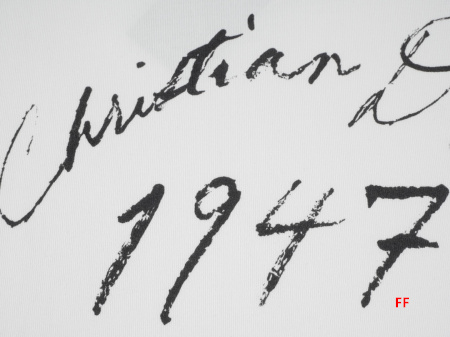 Christian D
1947
FF